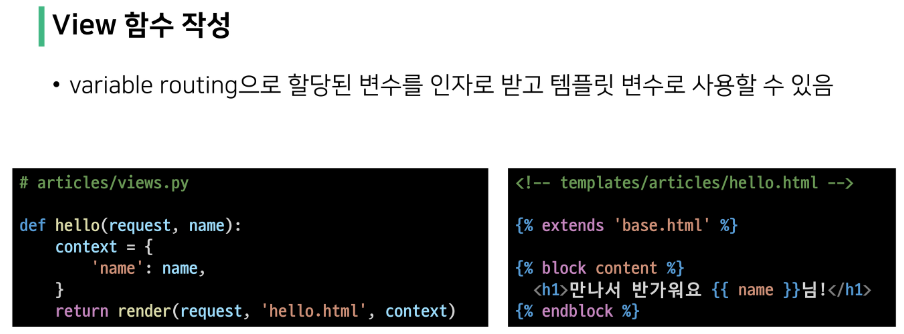 View 함수 작성
• variable routing으로 할당된 변수를 인자로 받고 템플릿 변수로 사용할 수 있음
# articles/views.py
def hello(request, name):
    context = {
        'name': name,
    }
    return render(request, 'hello.html', context)
<!-- templates/articles/hello.html -->
{% extends 'base.html' %}
{% block content %}
  <h1>만나서 반가워요 {{ name }}님!</h1>
{% endblock %}